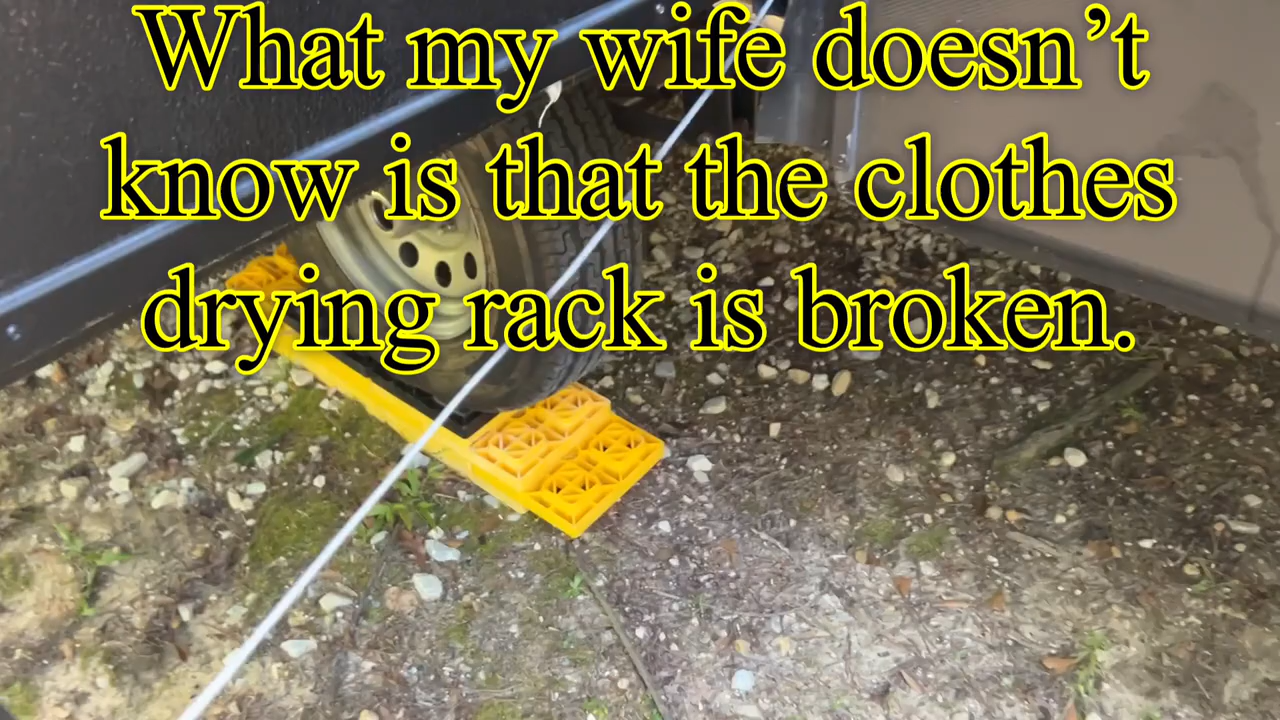 What my wife doesn’t
know is that the clothes
drying rack is broken.